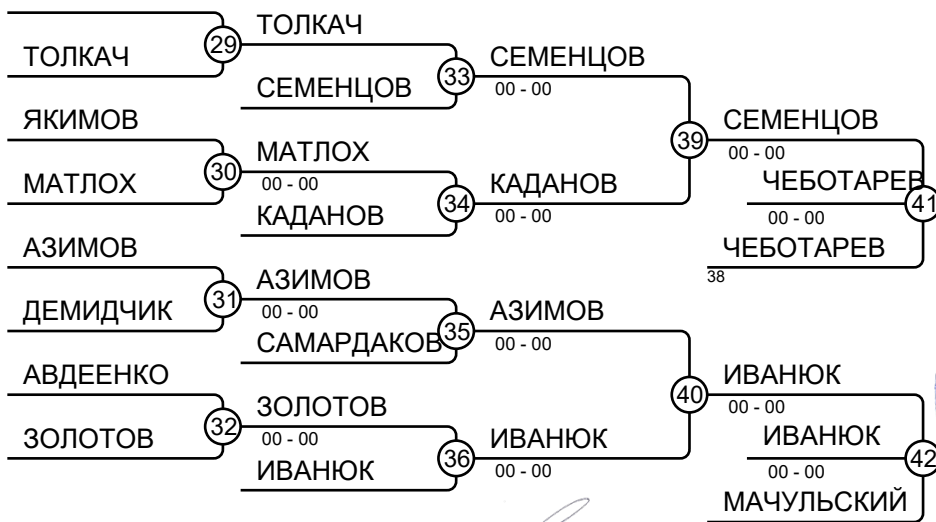 ТОЛКАЧ
29
ЯКИМОВ
МАТЛОХ
30
АЗИМОВ
ДЕМИДЧИК
31
АВДЕЕНКО
ЗОЛОТОВ
32
ТОЛКАЧ
СЕМЕНЦОВ
33
МАТЛОХ
00 - 00
КАДАНОВ
34
АЗИМОВ
00 - 00
САМАРДАКОВ
35
ЗОЛОТОВ
00 - 00
ИВАНЮК
36
СЕМЕНЦОВ
00 - 00
КАДАНОВ
00 - 00
39
АЗИМОВ
00 - 00
ИВАНЮК
00 - 00
40
СЕМЕНЦОВ
00 - 00
ЧЕБОТАРЕВ
00 - 00
41
ЧЕБОТАРЕВ
38
ИВАНЮК
00 - 00
ИВАНЮК
00 - 00
42
МАЧУЛЬСКИЙ